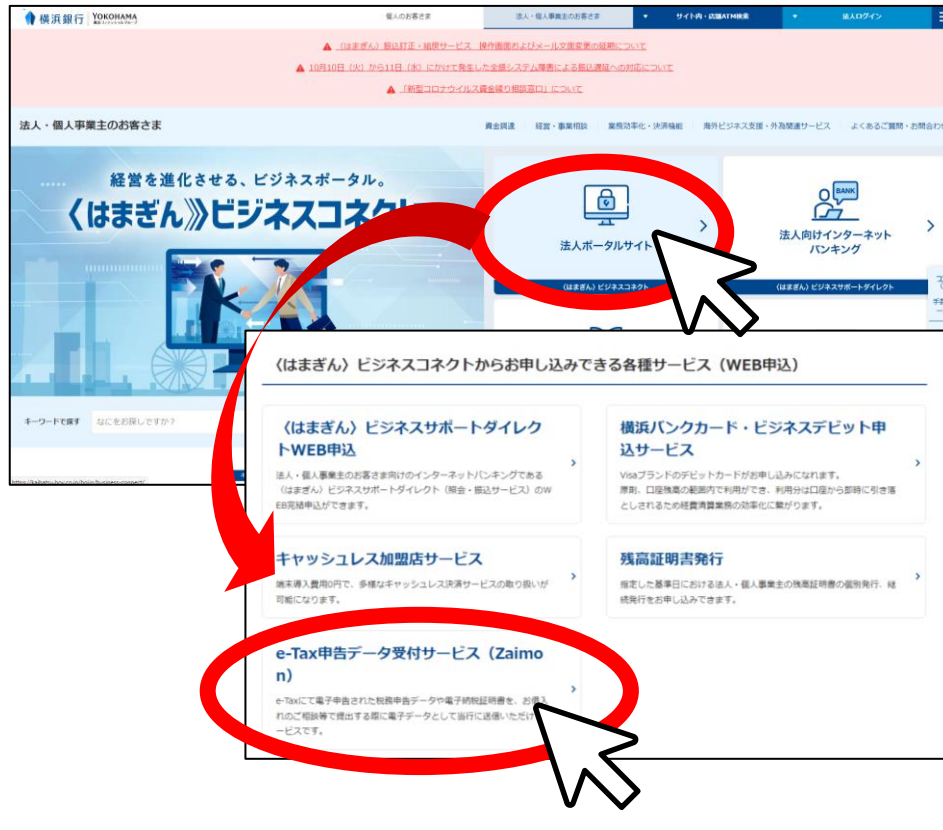 横浜銀行 YOKOHAMA
個人のお客さま
法人・個人事業主のお客さま
サイト内・店舗ATM検索
法人ログイン
〈はまぎん〉振込訂正・組戻サービス 操作画面およびメール文面変更の延期について
10月10日（火）から11日（水）にかけて発生した全銀システム障害による振込遅延への対応について
「新型コロナウイルス資金繰り相談窓口」について
法人・個人事業主のお客さま
資金調達
経営・事業相談
業務効率化・決済機能
海外ビジネス支援・外為関連サービス
よくあるご質問・お問合わせ
経営を進化させる、ビジネスポータル。
〈はまぎん〉ビジネスコネクト
法人ポータルサイト
〈はまぎん〉ビジネスコネクト
BANK
法人向けインターネット
バンキング
〈はまぎん〉ビジネスサポートダイレクト
キーワードで探す
なにをお探しですか？
〈はまぎん〉ビジネスコネクトからお申し込みできる各種サービス（WEB申込）
〈はまぎん〉ビジネスサポートダイレク
トWEB申込
法人・個人事業主のお客さま向けのインターネットバンキングである
〈はまぎん〉ビジネスサポートダイレクト（照会・振込サービス）のW
EB完結申込ができます。
横浜バンクカード・ビジネスデビット申
込サービス
Visaブランドのデビットカードがお申し込みになれます。
原則、口座残高の範囲内で利用ができ、利用分は口座から即時に引き落
としされるため経費精算業務の効率化に繋がります。
キャッシュレス加盟店サービス
端末導入費用0円で、多様なキャッシュレス決済サービスの取り扱いが
可能になります。
残高証明書発行
指定した基準日における法人・個人事業主の残高証明書の個別発行、継
続発行をお申し込みできます。
e-Tax申告データ受付サービス（Zaimo
n）
e-Taxにて電子申告された税務申告データや電子納税証明書を、お借入
れのご相談等で提出する際に電子データとして当行に送信いただけ
ービスです。